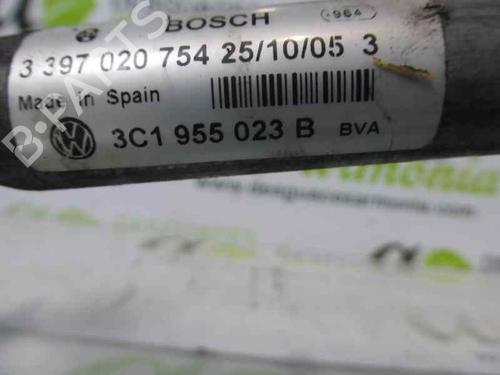 BOSCH 964
3 397 020 754 25/10/05 3
Made in Spain
3C1 955 023 B BVA
B-PARTS